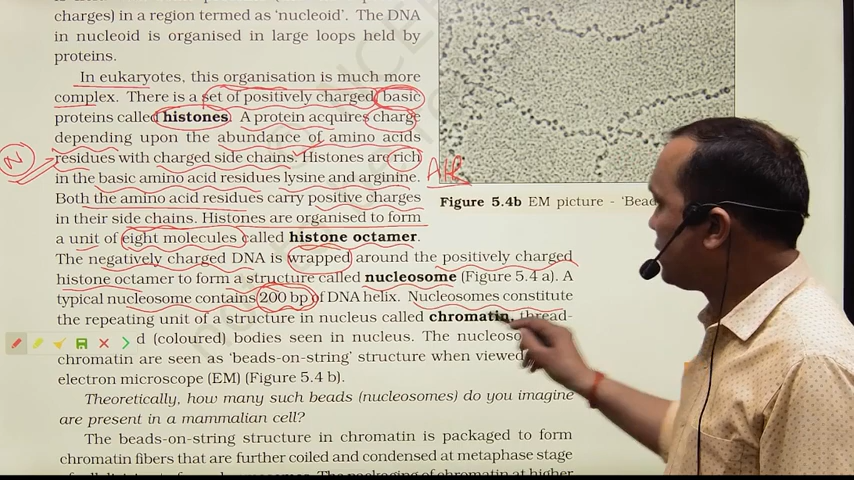 charges) in a region termed as 'nucleoid'. The DNA
in nucleoid is organised in large loops held by
proteins.
In eukaryotes, this organisation is much more
complex. There is a set of positively charged, basic
proteins called histones. A protein acquires charge
depending upon the abundance of amino acids
residues with charged side chains. Histones are rich
N
in the basic amino acid residues lysine and arginine.
Both the amino acid residues carry positive charges
in their side chains. Histones are organised to form
a unit of eight molecules called histone octamer.
The negatively charged DNA is wrapped around the positively charged
histone octamer to form a structure called nucleosome (Figure 5.4 a). A
typical nucleosome contains 200 bp of DNA helix. Nucleosomes constitute
the repeating unit of a structure in nucleus called chromatin, thread-
d (coloured) bodies seen in nucleus. The nucleoso
chromatin are seen as 'beads-on-string' structure when viewed
electron microscope (EM) (Figure 5.4 b).
Theoretically, how many such beads (nucleosomes) do you imagine
are present in a mammalian cell?
The beads-on-string structure in chromatin is packaged to form
chromatin fibers that are further coiled and condensed at metaphase stage
Figure 5.4b EM picture - 'Bea